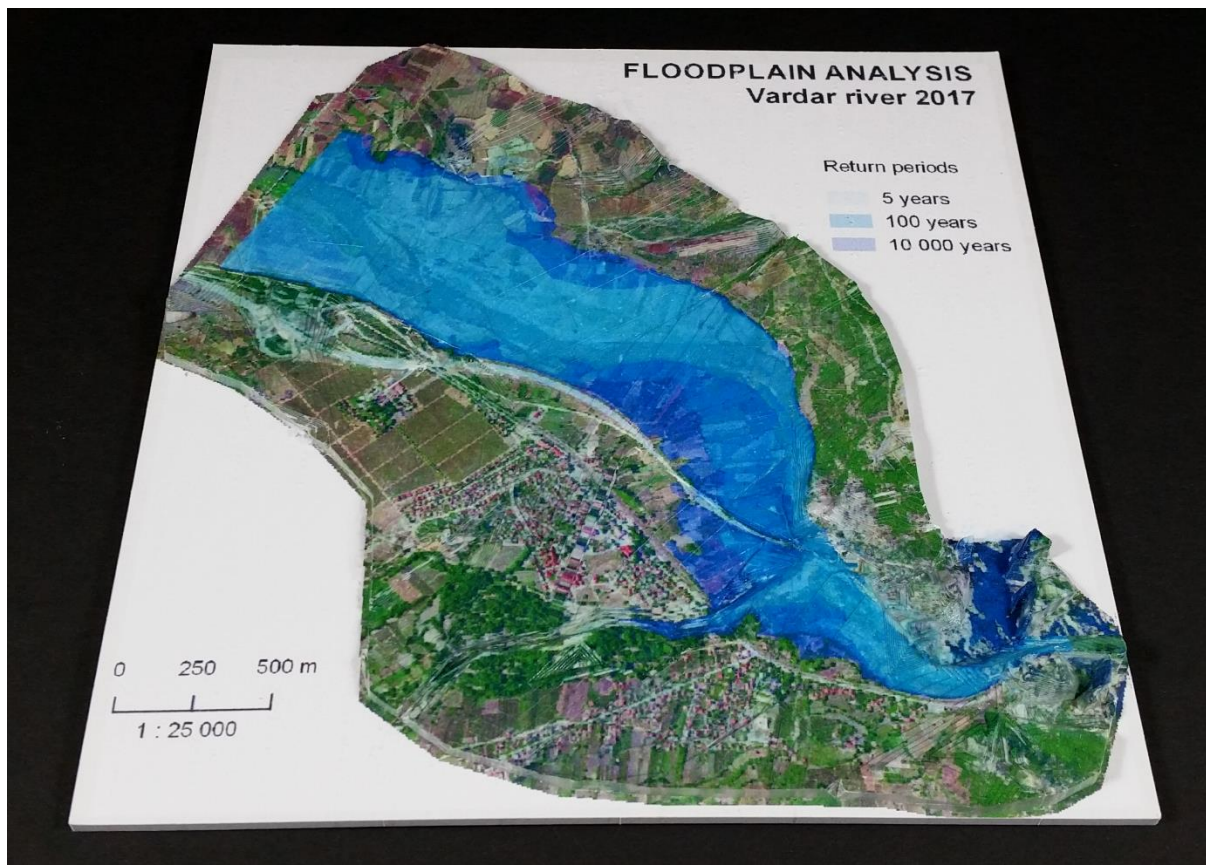 FLOODPLAIN ANALYSIS
Vardar river 2017
Return periods
5 years
100 years
10 000 years
0 250 500 m
1 : 25 000